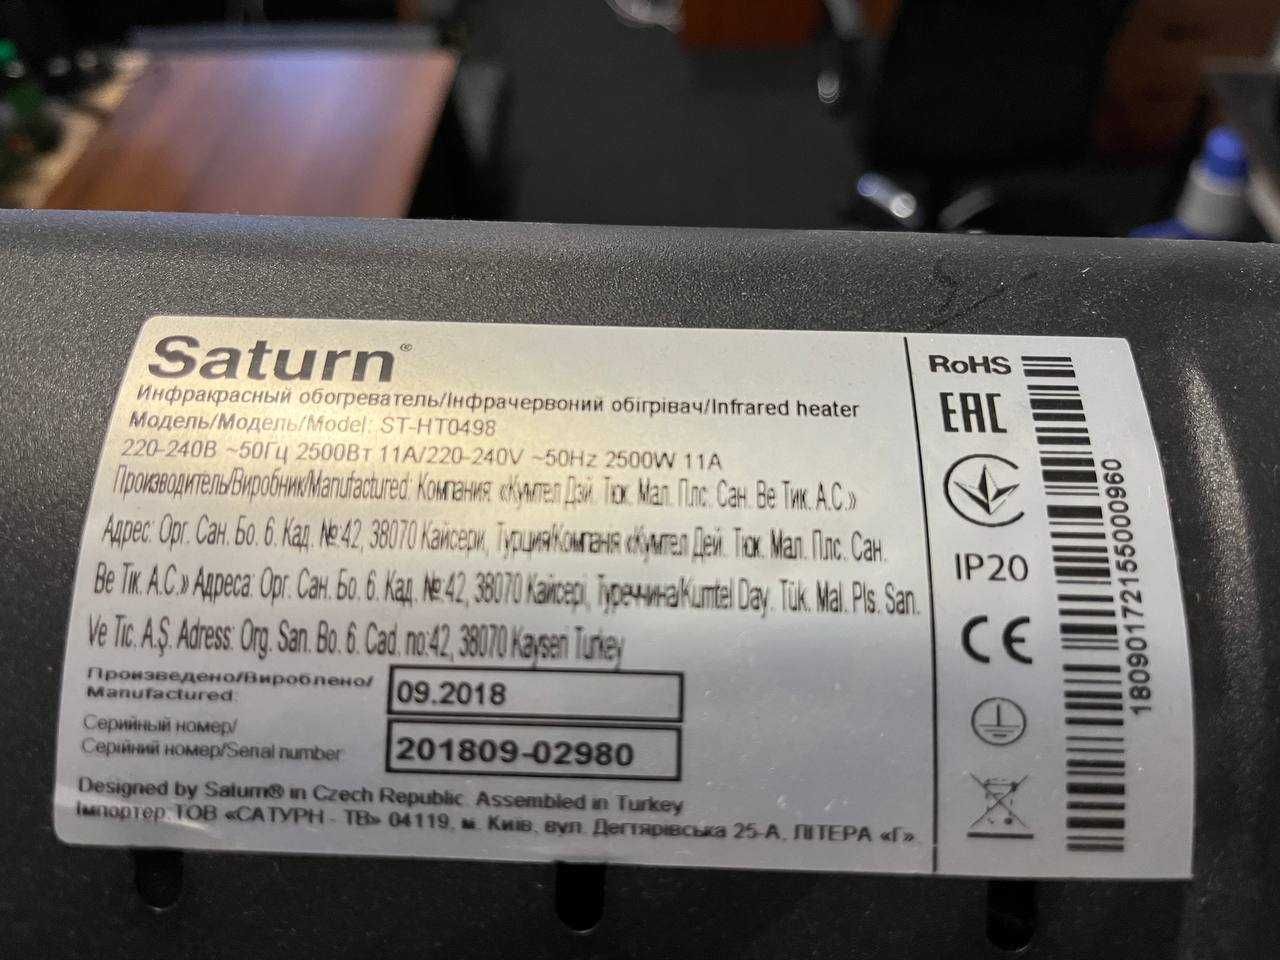 Saturn®
Инфракрасный обогреватель/Інфрачервоний обігрівач/Infrared heater
Модель/Модель/Model: ST-HT0498
220-240В ~50Гц 2500Вт 11А/220-240V ~50Hz 2500W 11A
Производитель/Виробник/Manufactured: Компания «Кумтел Дэй. Тюк. Мал. Плс. Сан. Ве Тик. А.С.»
Адрес: Орг. Сан. Бо. 6. Кад. №:42, 38070 Кайсери, Турция/Компанія «Кумтел Дей. Тюк. Мал. Плс. Сан.
Ве Тік. А.С.» Адреса: Орг. Сан. Бо. 6. Кад. №:42, 38070 Кайсері, Туреччина/Kumtel Day. Tük. Mal. Pls. San.
Ve Tic. A.Ş. Adress: Org. San. Bo. 6. Cad. no:42, 38070 Kayseri Turkey
Произведено/Вироблено/
Manufactured:
09.2018
Серийный номер/
Серійний номер/Serial number
201809-02980
Designed by Saturn® in Czech Republic. Assembled in Turkey
Імпортер: ТОВ «САТУРН - ТВ» 04119, м. Київ, вул. Дегтярівська 25-А, ЛІТЕРА «Г».
RoHS
EAC
IP20
CE
180901721550​00960